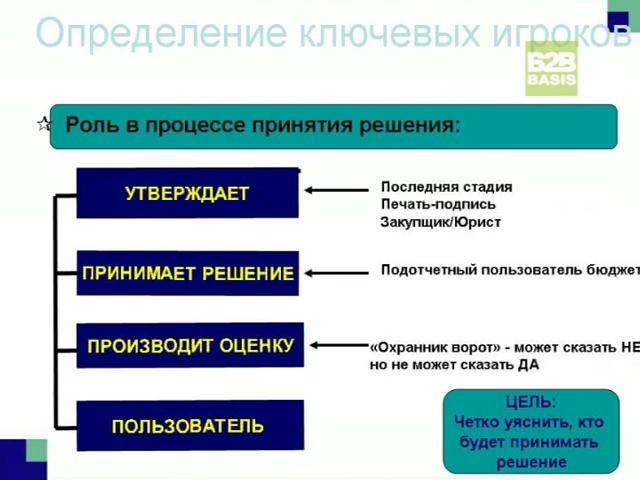 Определение ключевых игроков
Б2В
BASIS
Роль в процессе принятия решения:
УТВЕРЖДАЕТ
Последняя стадия
Печать-подпись
Закупщик/Юрист
ПРИНИМАЕТ РЕШЕНИЕ
Подотчетный пользователь бюджет
ПРОИЗВОДИТ ОЦЕНКУ
«Охранник ворот» - может сказать НЕ
но не может сказать ДА
ПОЛЬЗОВАТЕЛЬ
ЦЕЛЬ:
Четко уяснить, кто
будет принимать
решение